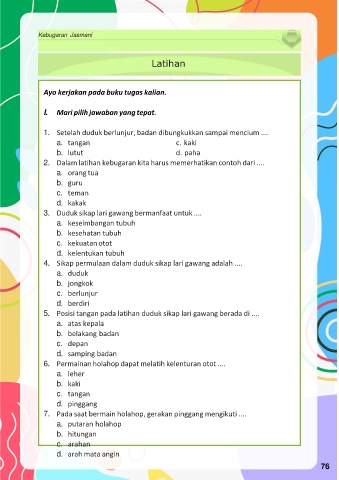 Kebugaran Jasmani
Latihan
Ayo kerjakan pada buku tugas kalian.
I. Mari pilih jawaban yang tepat.
1. Setelah duduk berlunjur, badan dibungkukkan sampai mencium ....
a. tangan c. kaki
b. lutut d. paha
2. Dalam latihan kebugaran kita harus memerhatikan contoh dari ....
a. orang tua
b. guru
c. teman
d. kakak
3. Duduk sikap lari gawang bermanfaat untuk ....
a. keseimbangan tubuh
b. kesehatan tubuh
c. kekuatan otot
d. kelentukan tubuh
4. Sikap permulaan dalam duduk sikap lari gawang adalah ....
a. duduk
b. jongkok
c. berlunjur
d. berdiri
5. Posisi tangan pada latihan duduk sikap lari gawang berada di ....
a. atas kepala
b. belakang badan
c. depan
d. samping badan
6. Permainan holahop dapat melatih kelenturan otot ....
a. leher
b. kaki
c. tangan
d. pinggang
7. Pada saat bermain holahop, gerakan pinggang mengikuti ....
a. putaran holahop
b. hitungan
c. arahan
d. arah mata angin
76